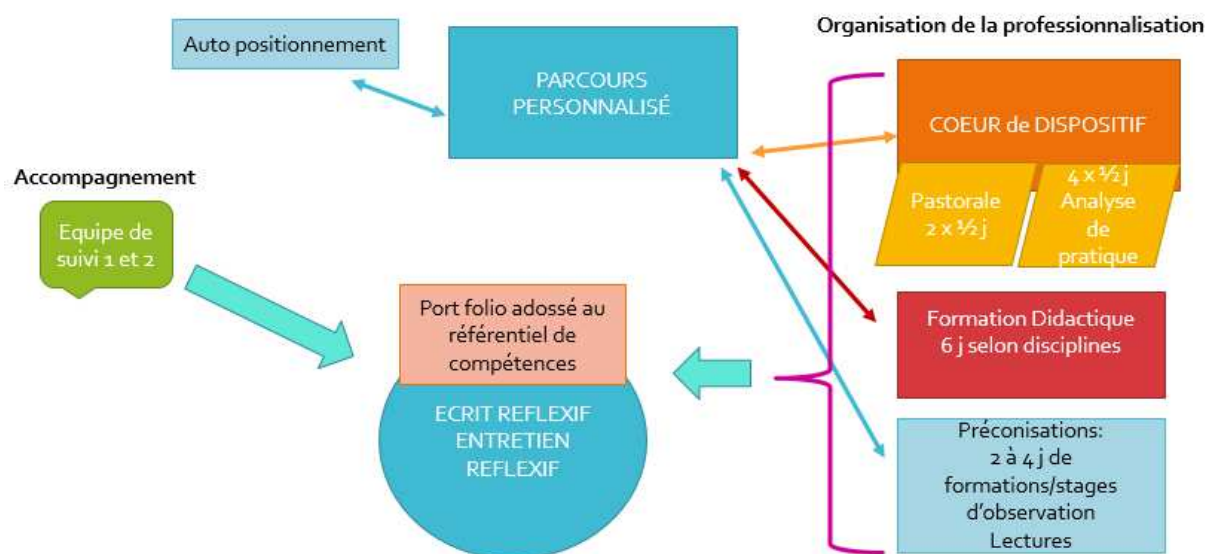 Organisation de la professionnalisation
Auto positionnement
PARCOURS
PERSONNALISÉ
COEUR de DISPOSITIF
Pastorale
2 x ½ j
4 x ½ j
Analyse
de
pratique
Accompagnement
Equipe de
suivi 1 et 2
Port folio adossé au
référentiel de
compétences
ECRIT REFLEXIF
ENTRETIEN
REFLEXIF
Formation Didactique
6 j selon disciplines
Préconisations:
2 à 4 j de
formations/stages
d'observation
Lectures